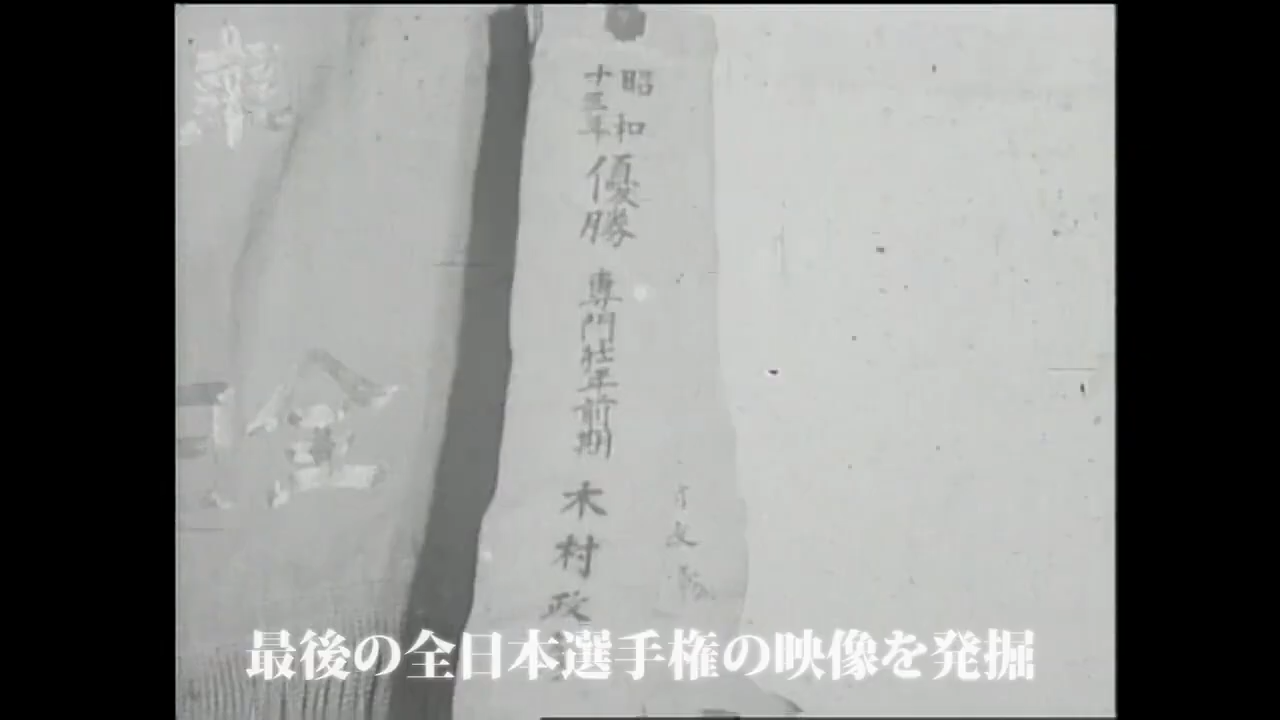 昭和
十三年
優勝 専門壮年前期 木村政
最後の全日本選手権の映像を発掘